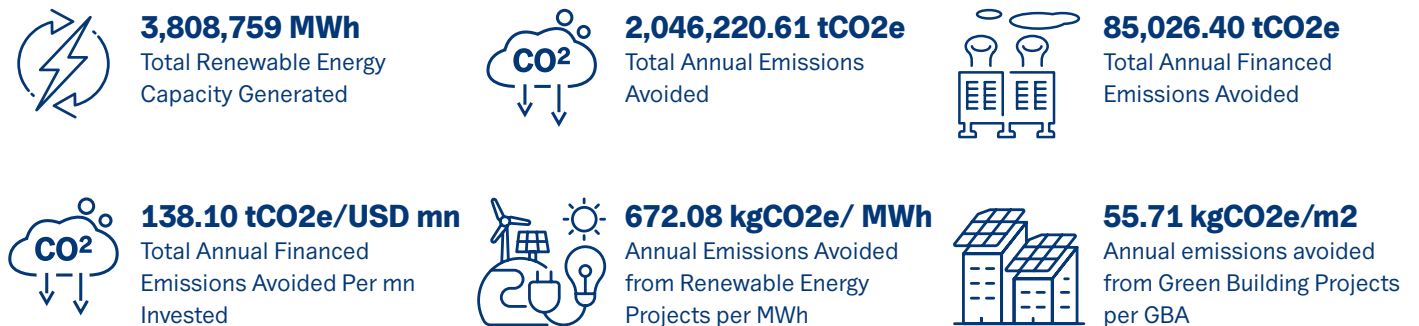 3,808,759 MWh
Total Renewable Energy
Capacity Generated
CO²
2,046,220.61 tCO2e
Total Annual Emissions
Avoided
85,026.40 tCO2e
Total Annual Financed
Emissions Avoided
CO²
138.10 tCO2e/USD mn
Total Annual Financed
Emissions Avoided Per mn
Invested
672.08 kgCO2e/ MWh
Annual Emissions Avoided
from Renewable Energy
Projects per MWh
55.71 kgCO2e/m2
Annual emissions avoided
from Green Building Projects
per GBA